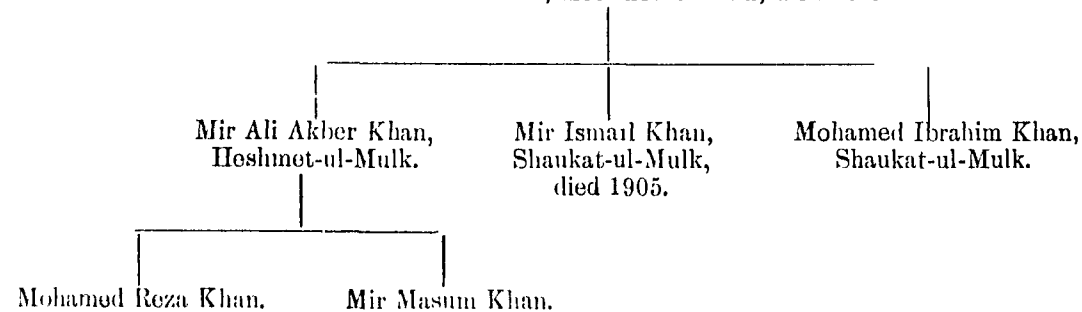 Mir Ali Akber Khan,
Heshmet-ul-Mulk.
Mir Ismail Khan,
Shaukat-ul-Mulk,
died 1905.
Mohamed Ibrahim Khan,
Shaukat-ul-Mulk.
Mohamed Reza Khan.
Mir Masum Khan.